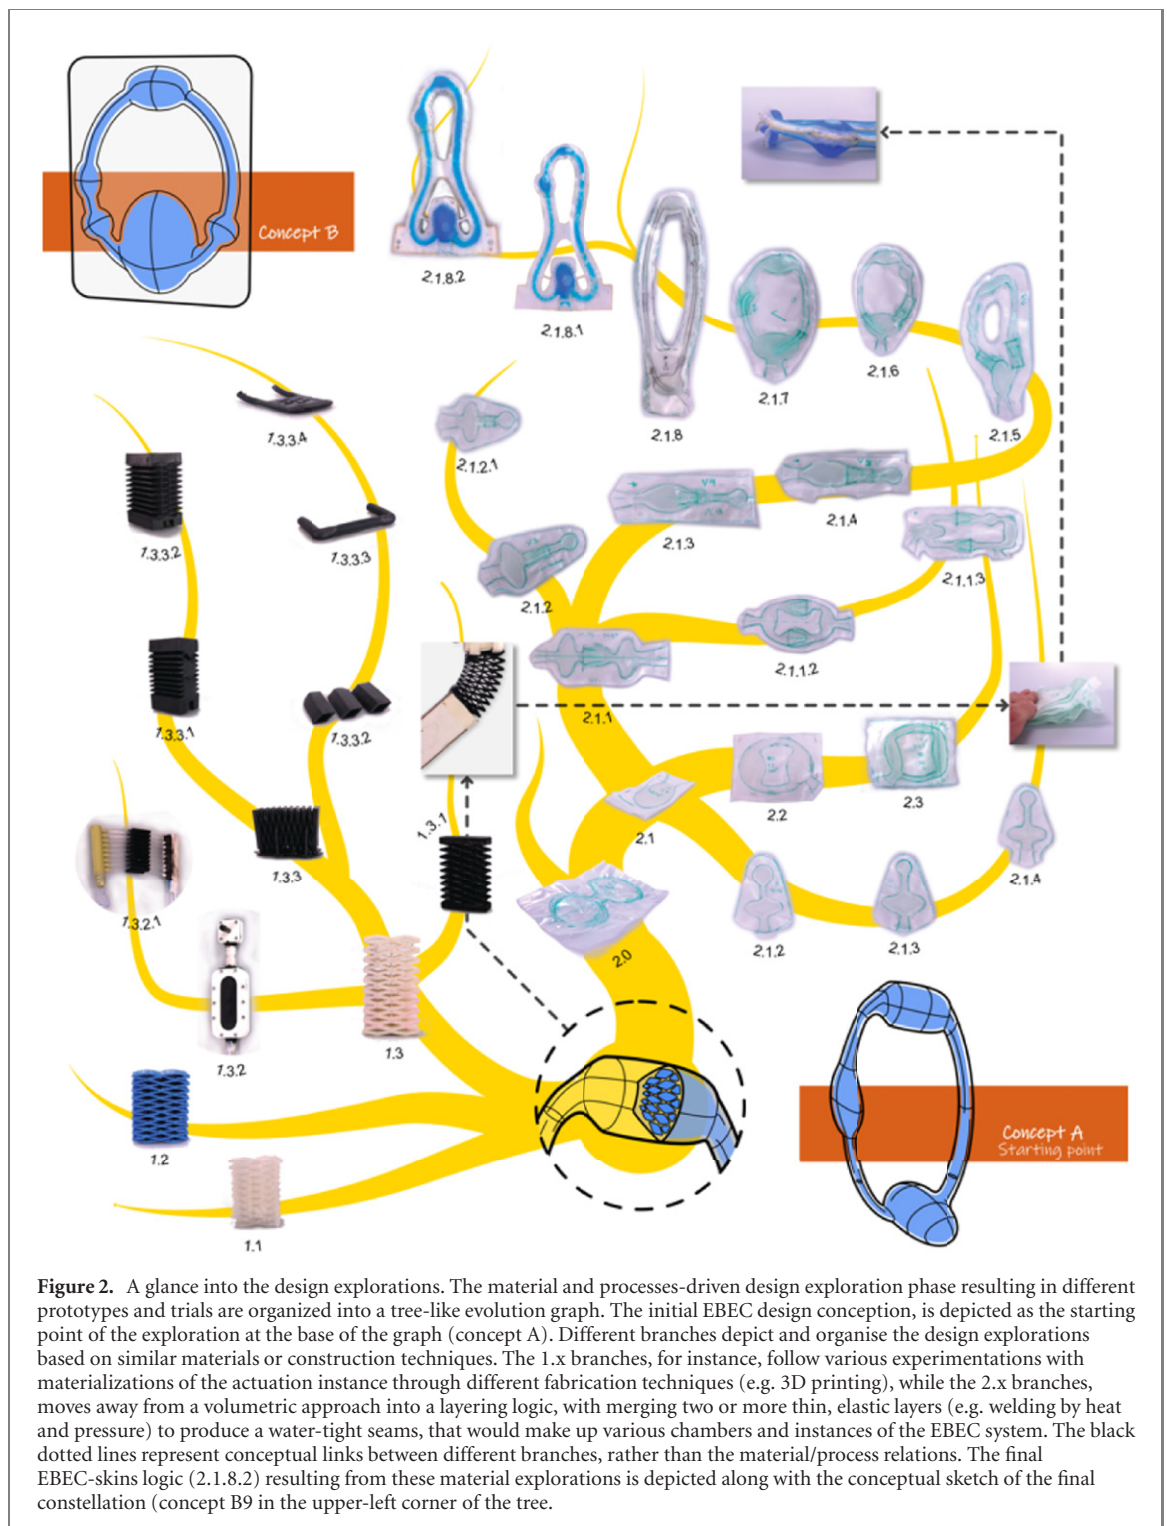 Concept B
2.1.8.2
2.1.8.1
2.1.8
2.1.7
2.1.6
2.1.5
1.3.3.4
2.1.2.1
1.3.3.2
1.3.3.3
2.1.3
2.1.4
2.1.2
2.1.1.3
2.1.1.2
2.1.1
1.3.3.1
1.3.3.2
2.2
2.3
2.1
1.3.1
1.3.3
2.1.4
1.3.2.1
2.1.2
2.1.3
2.0
1.3
1.3.2
1.2
Concept A
Starting point
1.1
Figure 2. A glance into the design explorations. The material and processes-driven design exploration phase resulting in different
prototypes and trials are organized into a tree-like evolution graph. The initial EBEC design conception, is depicted as the starting
point of the exploration at the base of the graph (concept A). Different branches depict and organise the design explorations
based on similar materials or construction techniques. The 1.x branches, for instance, follow various experimentations with
materializations of the actuation instance through different fabrication techniques (e.g. 3D printing), while the 2.x branches,
moves away from a volumetric approach into a layering logic, with merging two or more thin, elastic layers (e.g. welding by heat
and pressure) to produce a water-tight seams, that would make up various chambers and instances of the EBEC system. The black
dotted lines represent conceptual links between different branches, rather than the material/process relations. The final
EBEC-skins logic (2.1.8.2) resulting from these material explorations is depicted along with the conceptual sketch of the final
constellation (concept B9 in the upper-left corner of the tree.